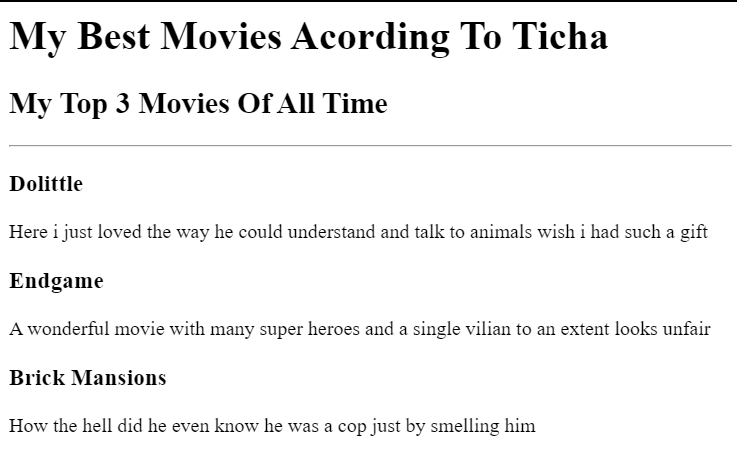 My Best Movies Acording To Ticha
My Top 3 Movies Of All Time
Dolittle
Here i just loved the way he could understand and talk to animals wish i had such a gift
Endgame
A wonderful movie with many super heroes and a single vilian to an extent looks unfair
Brick Mansions
How the hell did he even know he was a cop just by smelling him